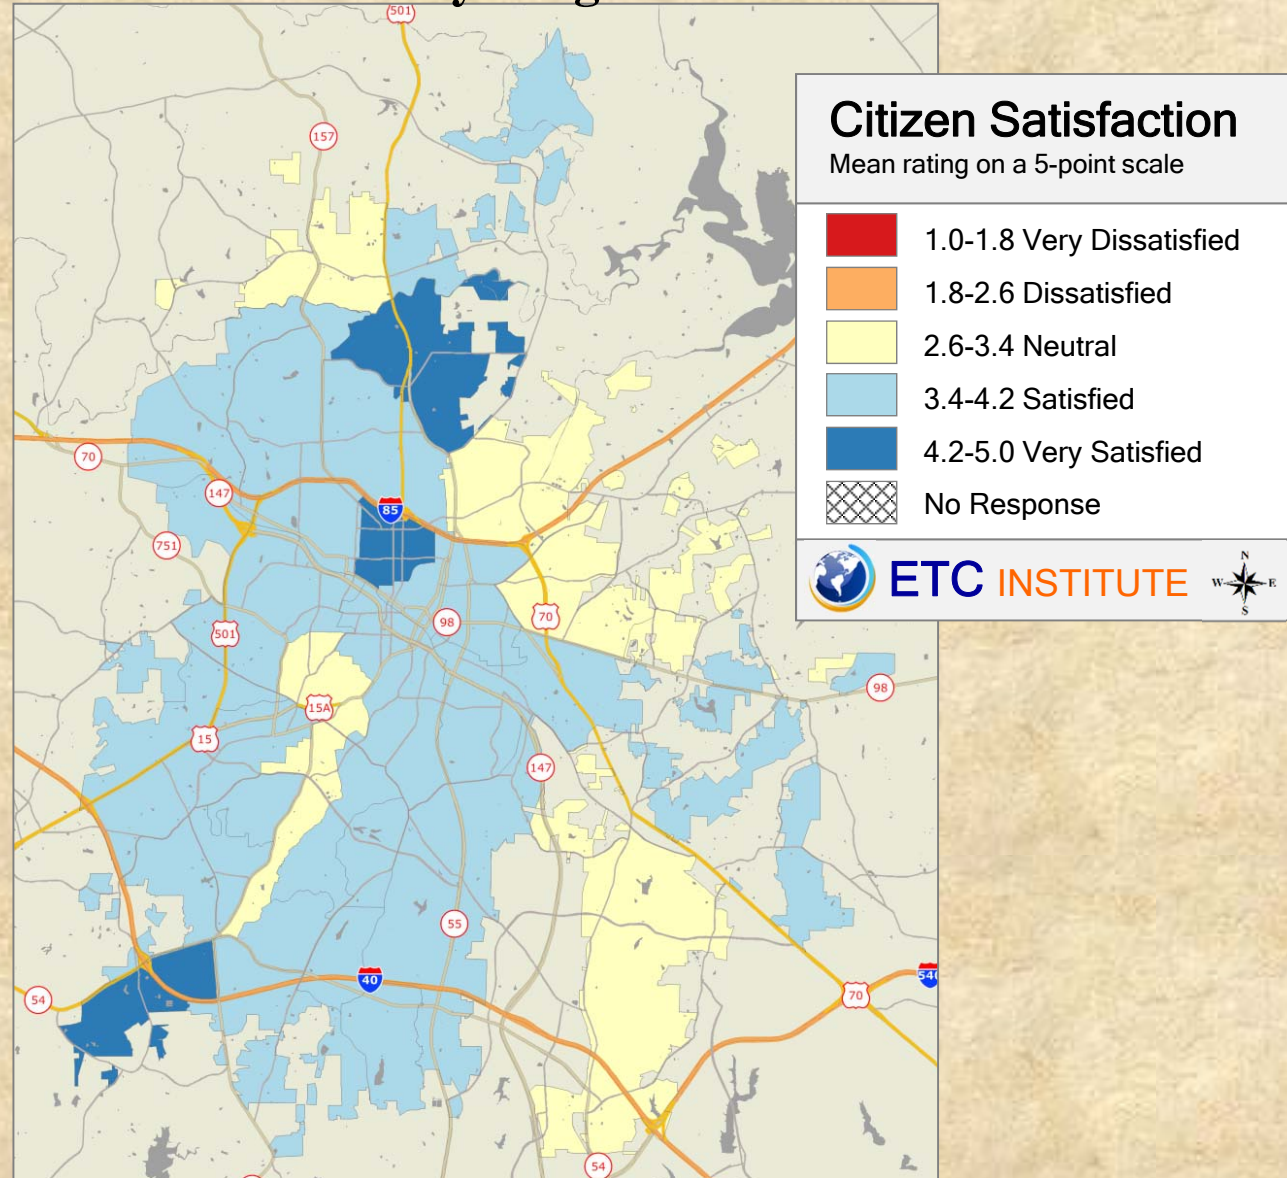 501
157
Citizen Satisfaction
Mean rating on a 5-point scale
1.0-1.8 Very Dissatisfied
1.8-2.6 Dissatisfied
2.6-3.4 Neutral
3.4-4.2 Satisfied
4.2-5.0 Very Satisfied
No Response
ETC INSTITUTE
N
W E
S
70
147
85
751
501
98
70
15A
15
98
147
55
54
40
70
540
54